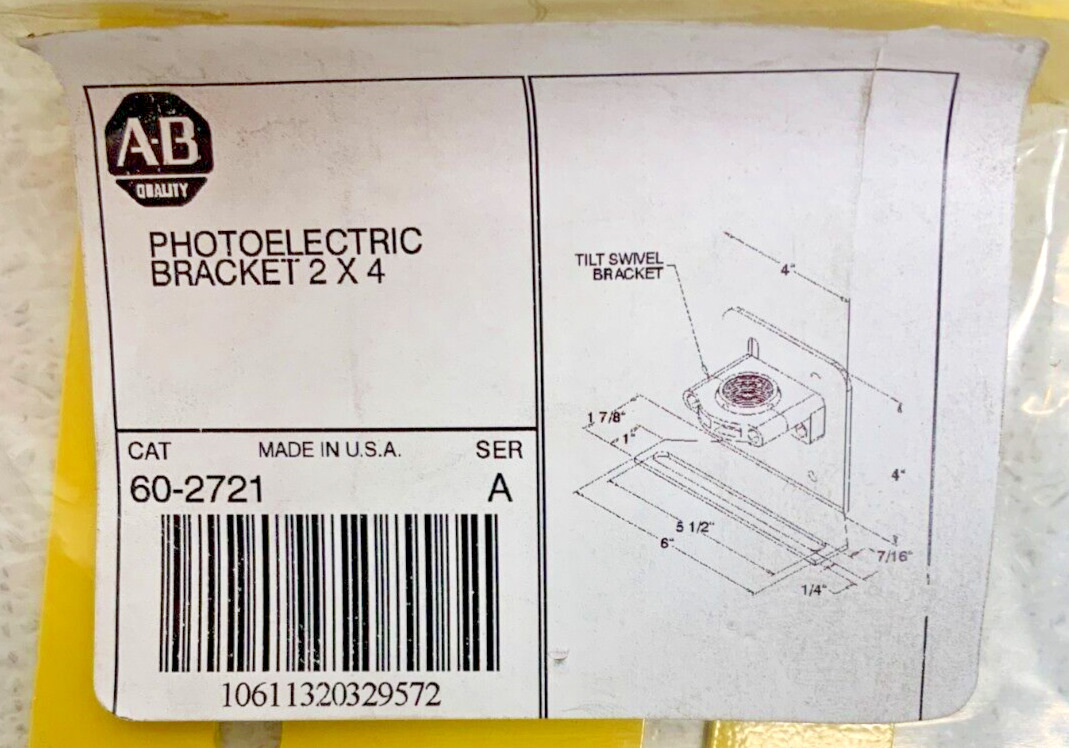 A-B
QUALITY
PHOTOELECTRIC
BRACKET 2 X 4
CAT MADE IN U.S.A. SER
60-2721 A
10611320329572
TILT SWIVEL
BRACKET
4"
1 7/8"
1"
4"
5 1/2"
6"
7/16"
1/4"